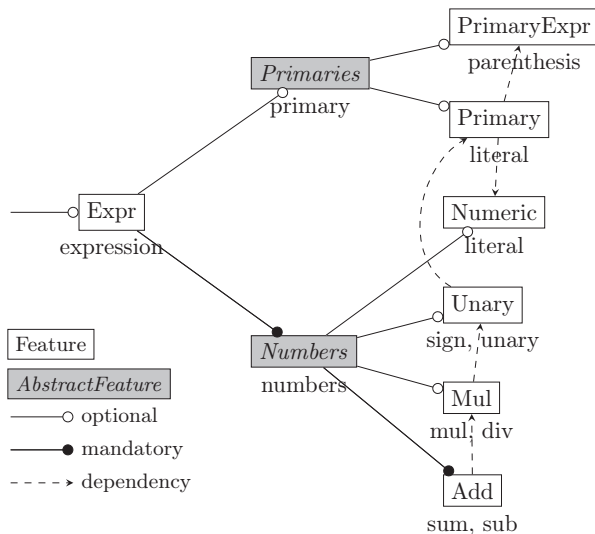 PrimaryExpr
parenthesis
Primaries
primary
Primary
literal
Expr
expression
Numeric
literal
Unary
sign, unary
Numbers
numbers
Mul
mul, div
Add
sum, sub
Feature
AbstractFeature
optional
mandatory
dependency